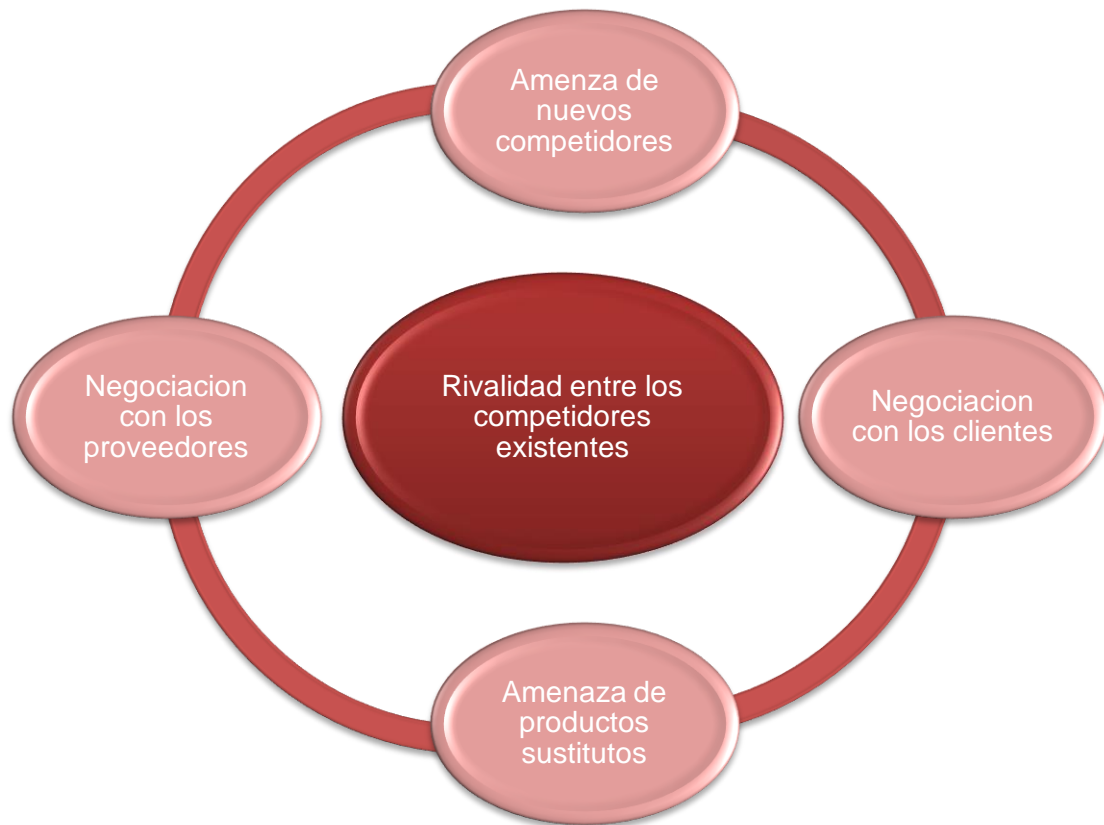 Amenza de
nuevos
competidores
Negociacion
con los
proveedores
Rivalidad entre los
competidores
existentes
Negociacion
con los clientes
Amenaza de
productos
sustitutos